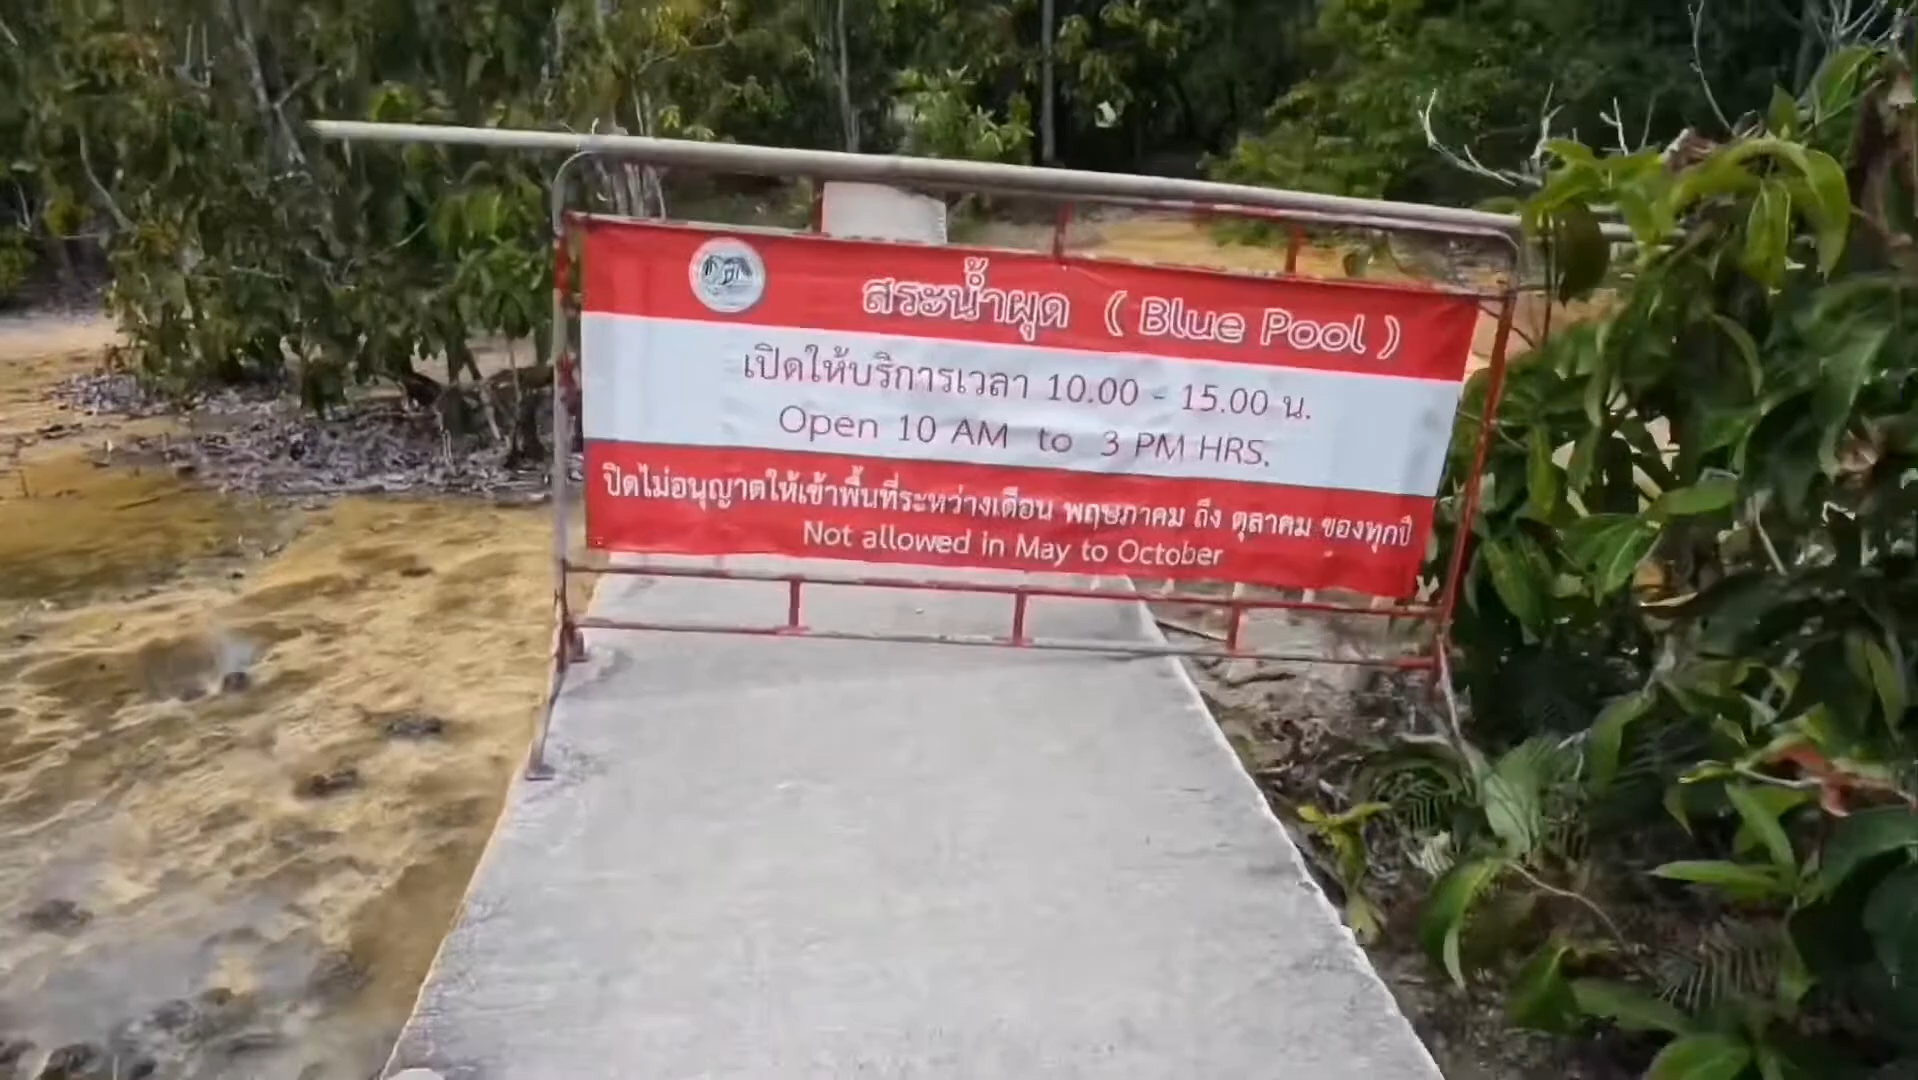 สระน้ำผุด ( Blue Pool )
เปิดให้บริการเวลา 10.00 - 15.00 น.
Open 10 AM to 3 PM HRS.
ปิดไม่อนุญาตให้เข้าพื้นที่ระหว่างเดือน พฤษภาคม ถึง ตุลาคม ของทุกปี
Not allowed in May to October